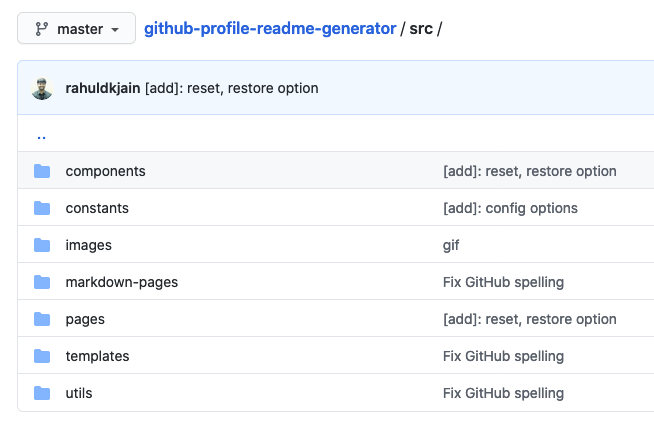 master github-profile-readme-generator / src /
rahuldkjain [add]: reset, restore option
..
components [add]: reset, restore option
constants [add]: config options
images gif
markdown-pages Fix GitHub spelling
pages [add]: reset, restore option
templates Fix GitHub spelling
utils Fix GitHub spelling